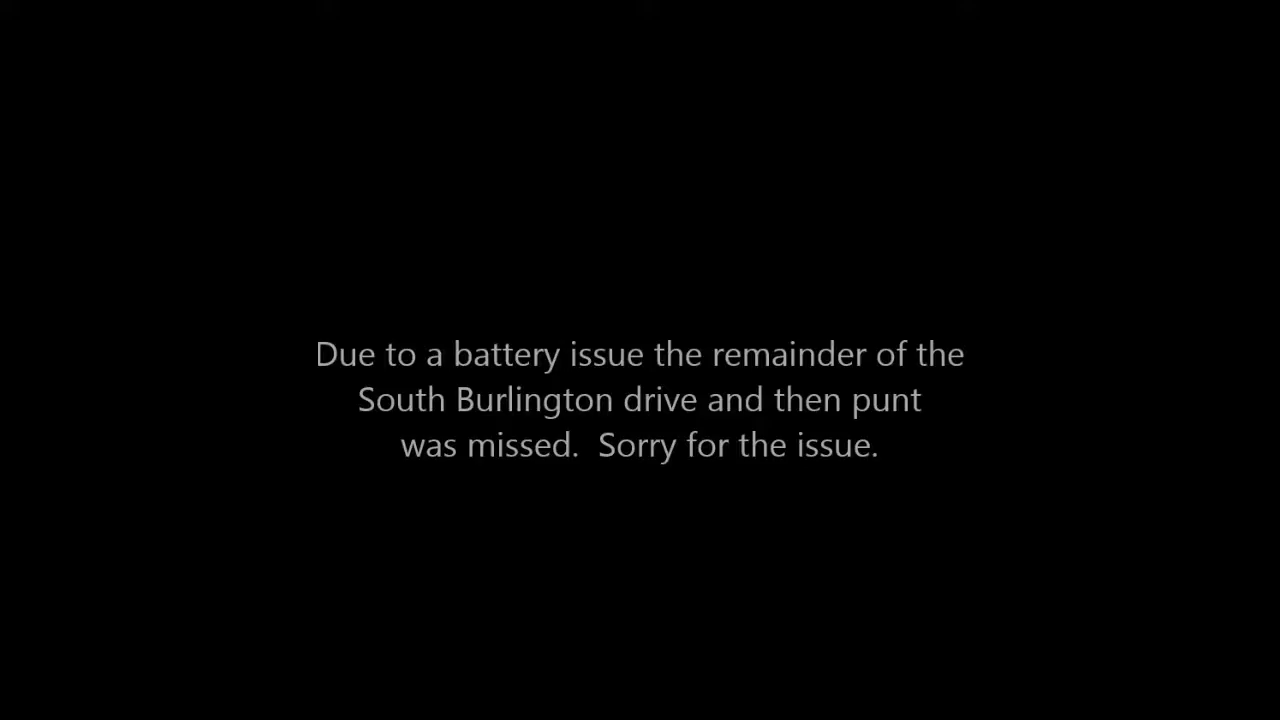 Due to a battery issue the remainder of the
South Burlington drive and then punt
was missed.  Sorry for the issue.